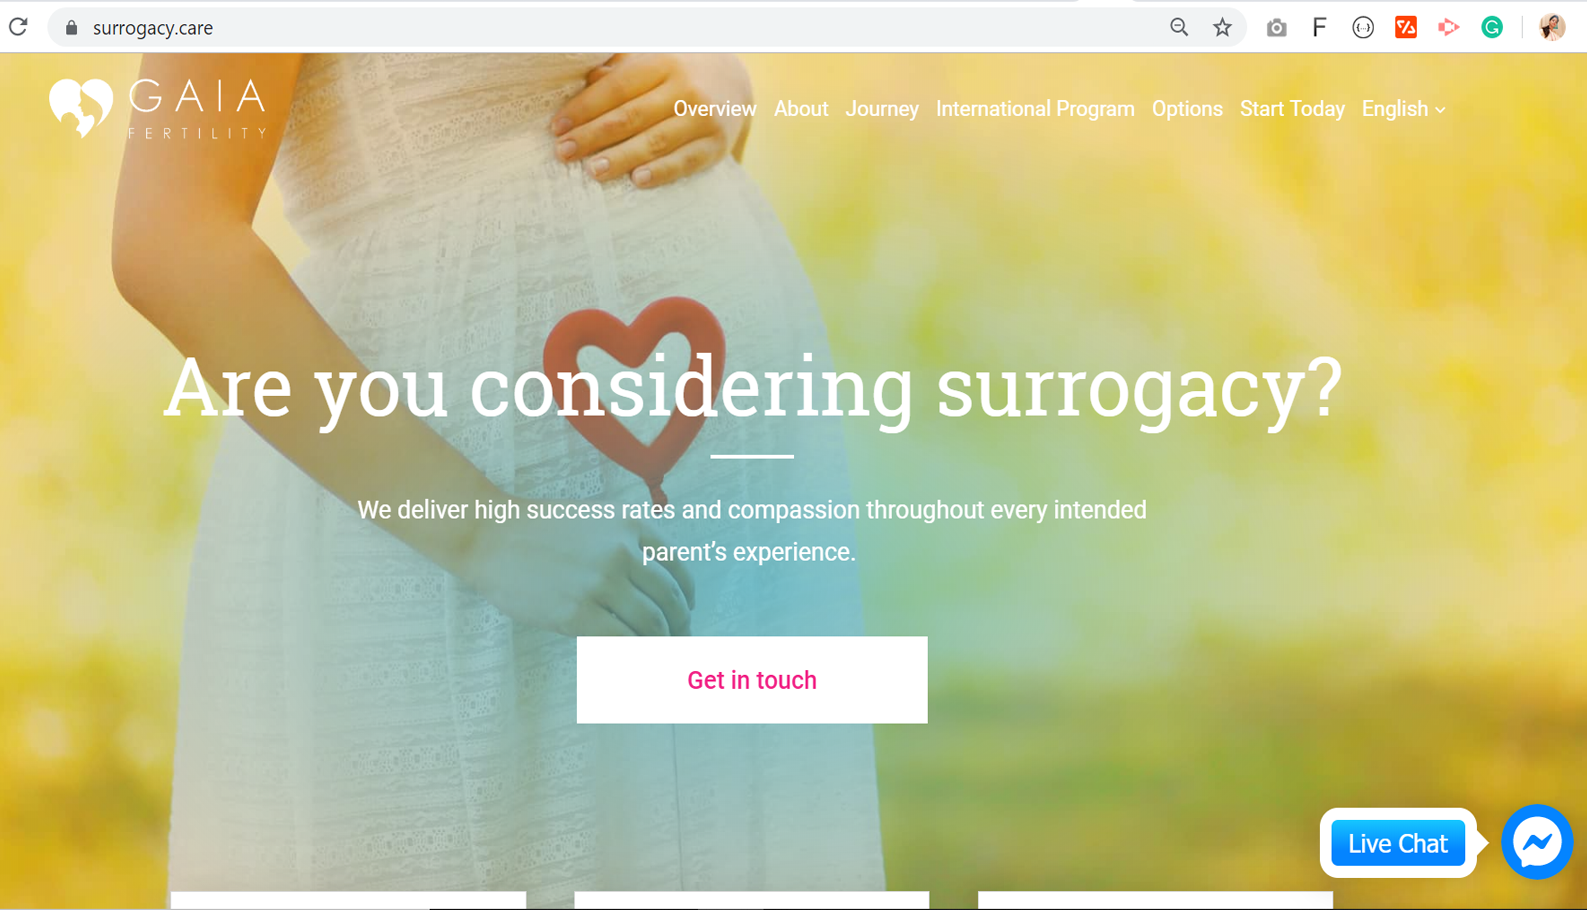 surrogacy.care
GAIA
FERTILITY
Overview About Journey International Program Options Start Today English
Are you considering surrogacy?
We deliver high success rates and compassion throughout every intended
parent’s experience.
Get in touch
Live Chat